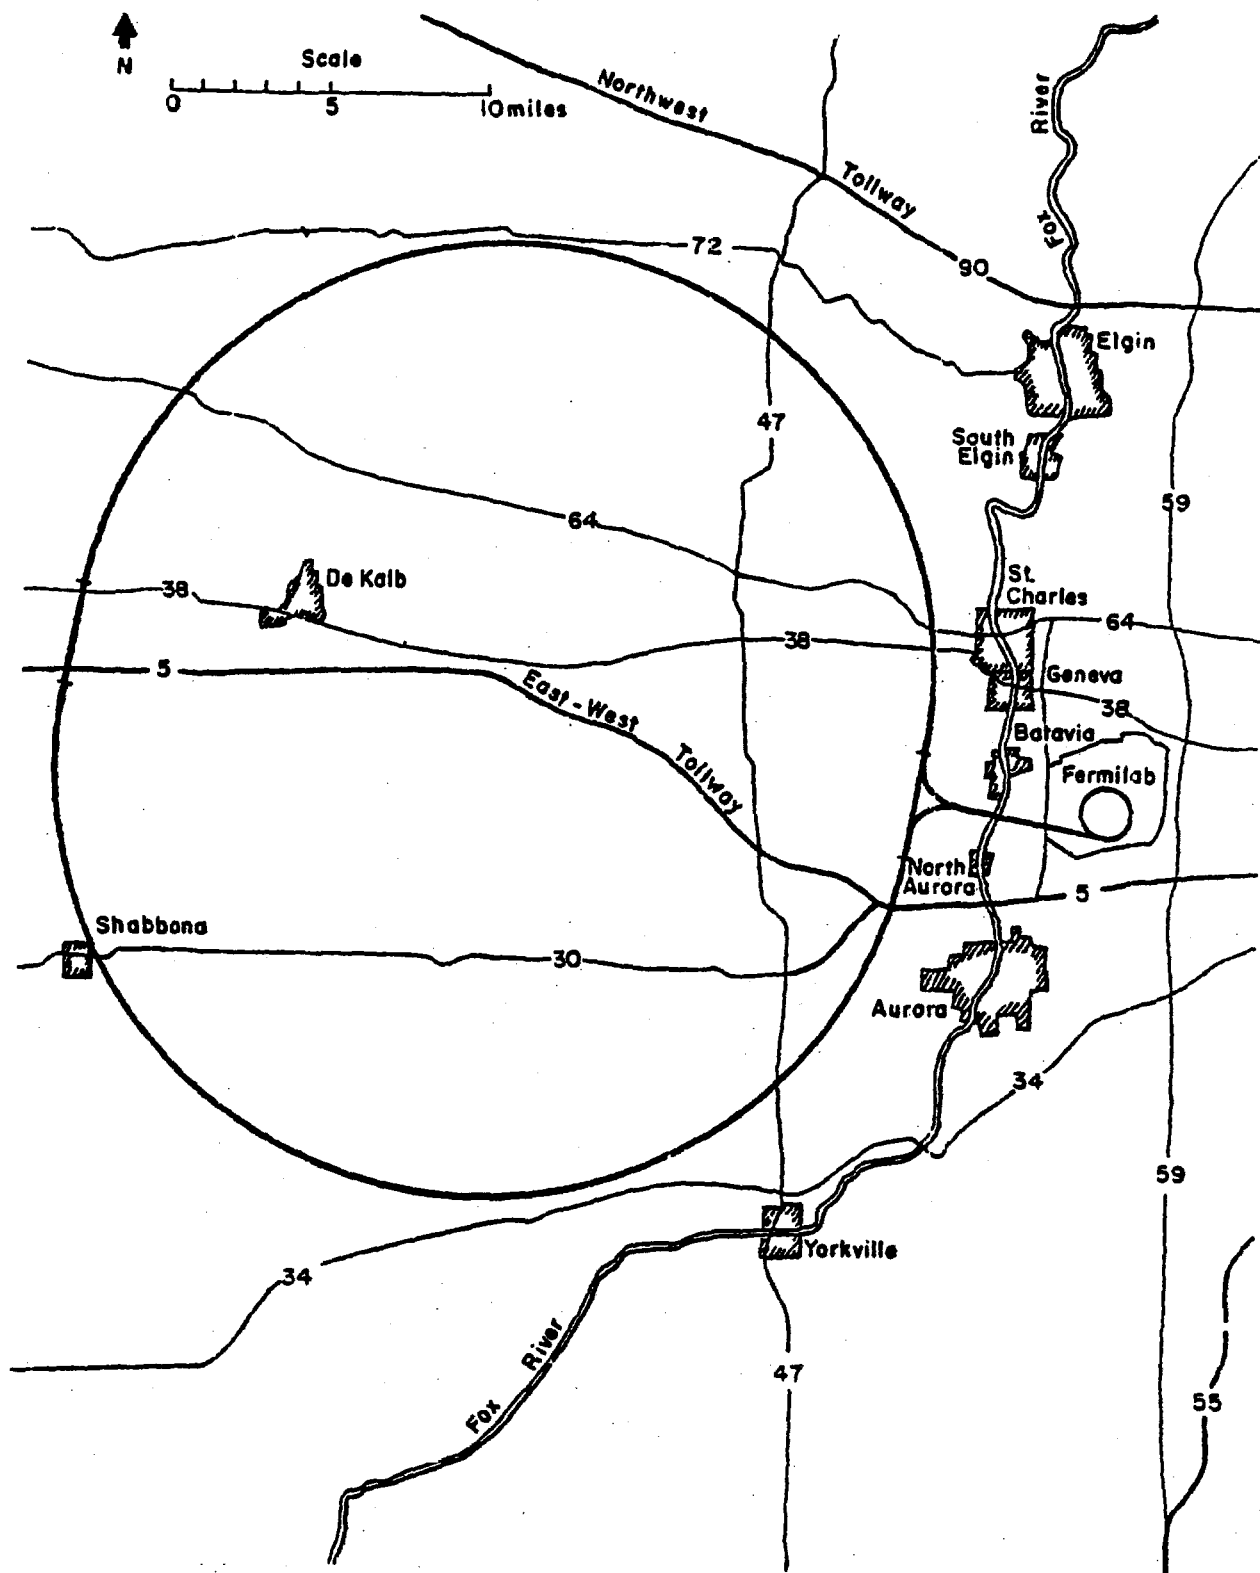 N
Scale
0 5 10 miles
Northwest
Tollway
River
Fox
72
90
Elgin
47
South
Elgin
59
64
De Kalb
38
St.
Charles
64
38
5
East-West
Geneva
38
Tollway
Batavia
Fermilab
North
Aurora
5
Shabbona
30
Aurora
34
59
Yorkville
34
River
Fox
47
55